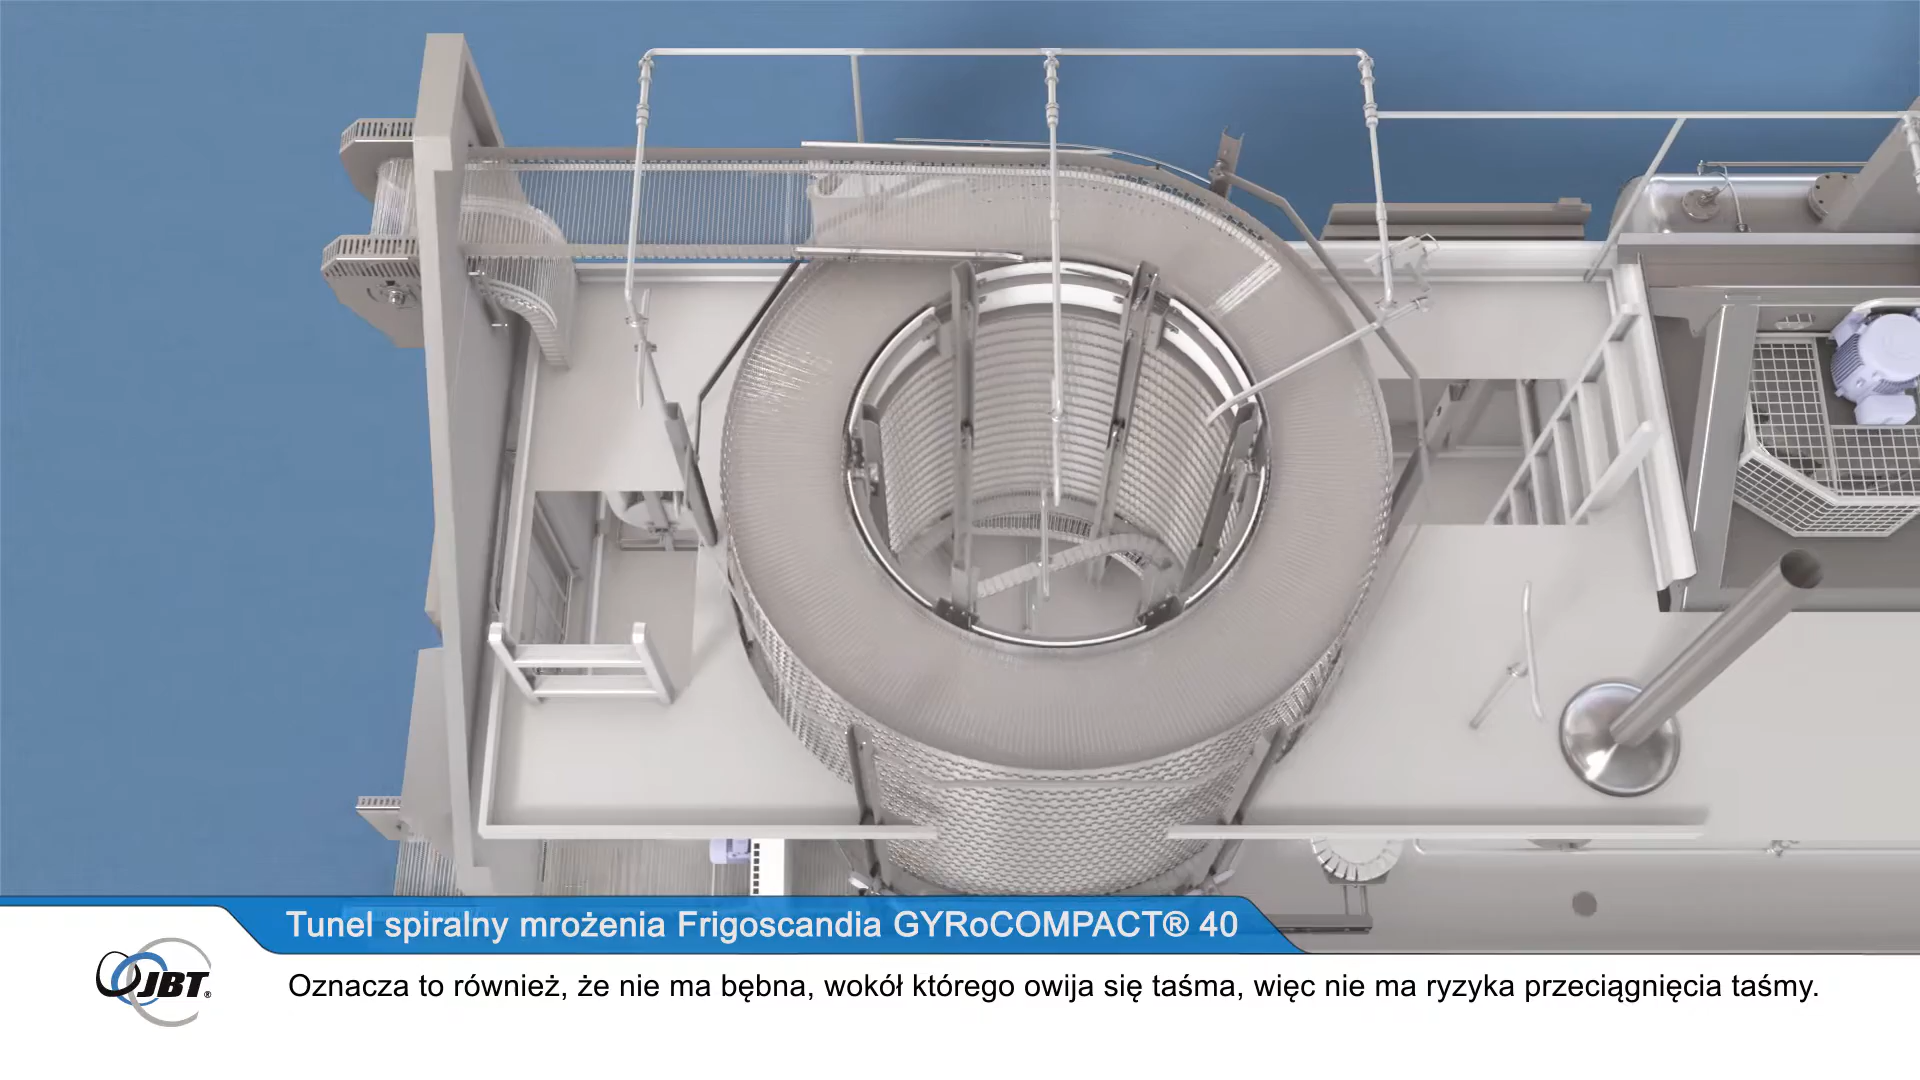 Tunel spiralny mrożenia Frigoscandia GYRoCOMPACT® 40
JBT®
Oznacza to również, że nie ma bębna, wokół którego owija się taśma, więc nie ma ryzyka przeciągnięcia taśmy.